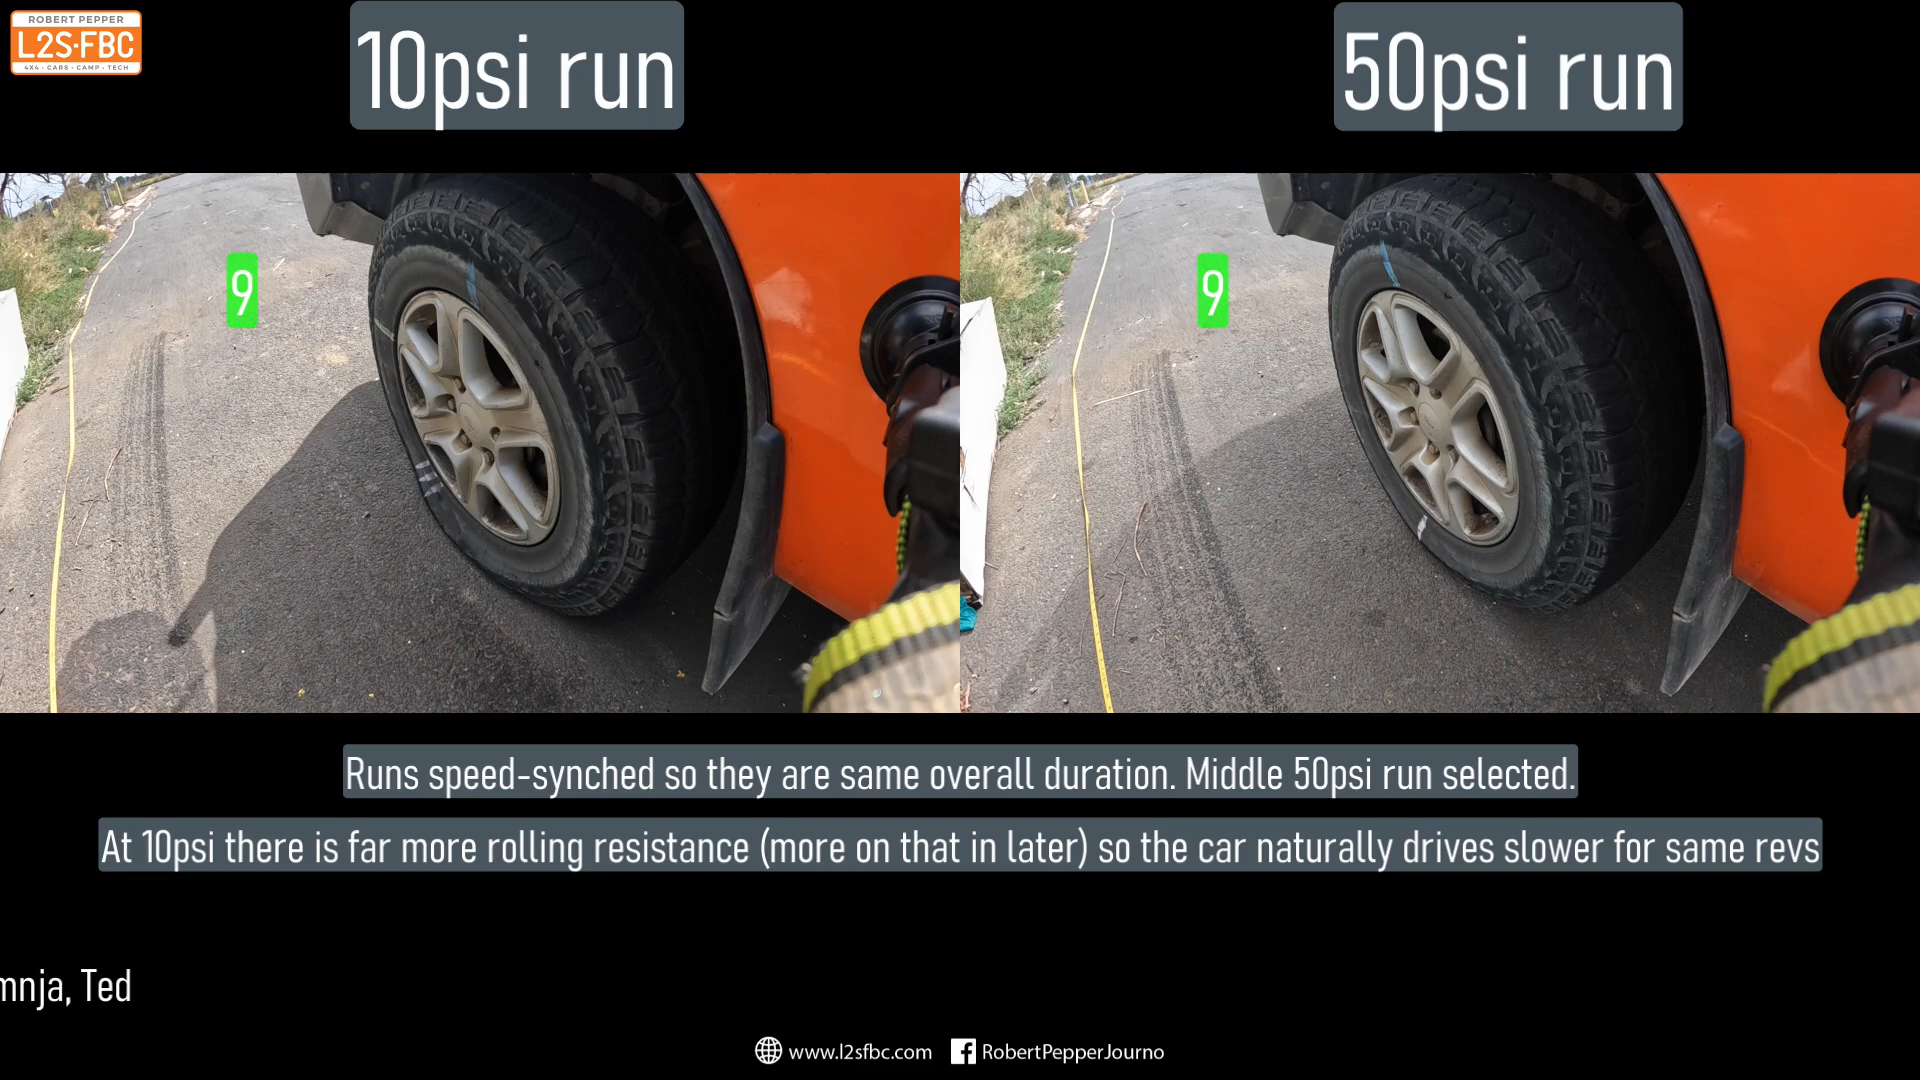 ROBERT PEPPER
L2S·FBC
4X4 · CARS · CAMP · TECH
10psi run
50psi run
9
9
Runs speed-synched so they are same overall duration. Middle 50psi run selected.
At 10psi there is far more rolling resistance (more on that in later) so the car naturally drives slower for same revs
mnja, Ted
www.l2sfbc.com
RobertPepperJourno